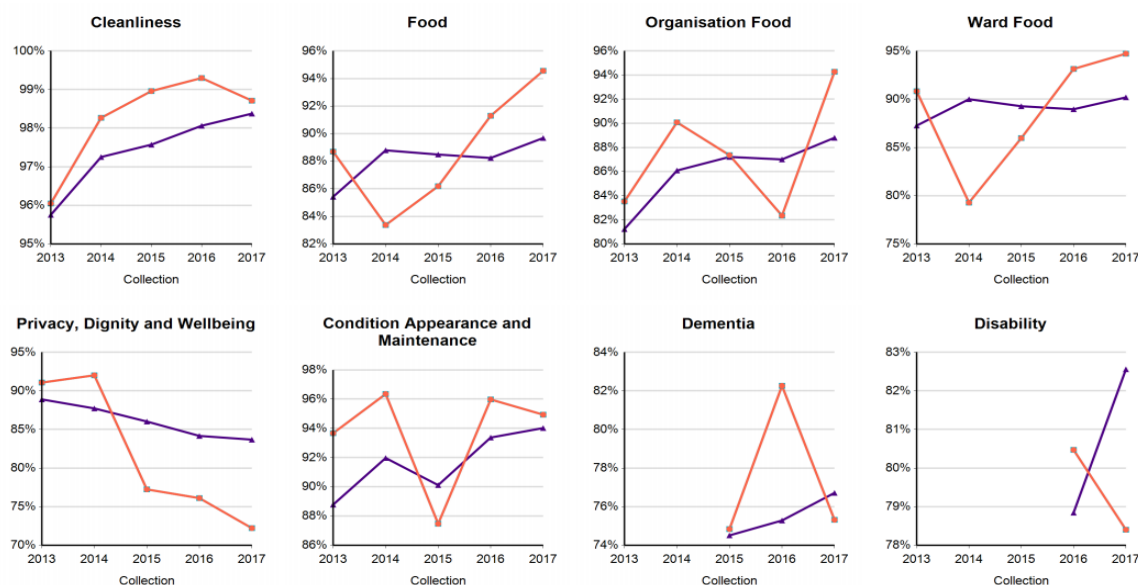 Cleanliness
100%
99%
98%
97%
96%
95%
2013 2014 2015 2016 2017
Collection
Food
96%
94%
92%
90%
88%
86%
84%
82%
2013 2014 2015 2016 2017
Collection
Organisation Food
96%
94%
92%
90%
88%
86%
84%
82%
80%
2013 2014 2015 2016 2017
Collection
Ward Food
95%
90%
85%
80%
75%
2013 2014 2015 2016 2017
Collection
Privacy, Dignity and Wellbeing
95%
90%
85%
80%
75%
70%
2013 2014 2015 2016 2017
Collection
Condition Appearance and
Maintenance
98%
96%
94%
92%
90%
88%
86%
2013 2014 2015 2016 2017
Collection
Dementia
84%
82%
80%
78%
76%
74%
2013 2014 2015 2016 2017
Collection
Disability
83%
82%
81%
80%
79%
78%
2013 2014 2015 2016 2017
Collection